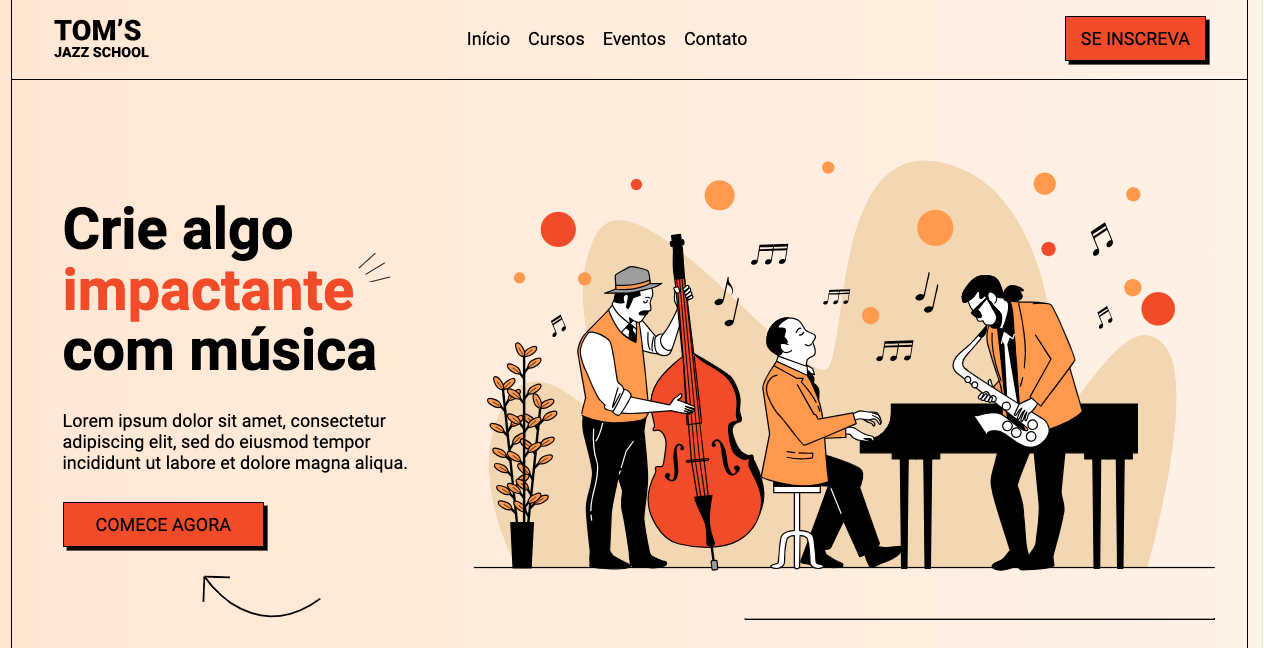 TOM’S
JAZZ SCHOOL
Início Cursos Eventos Contato
SE INSCREVA
Crie algo
impactante
com música
Lorem ipsum dolor sit amet, consectetur
adipiscing elit, sed do eiusmod tempor
incididunt ut labore et dolore magna aliqua.
COMECE AGORA